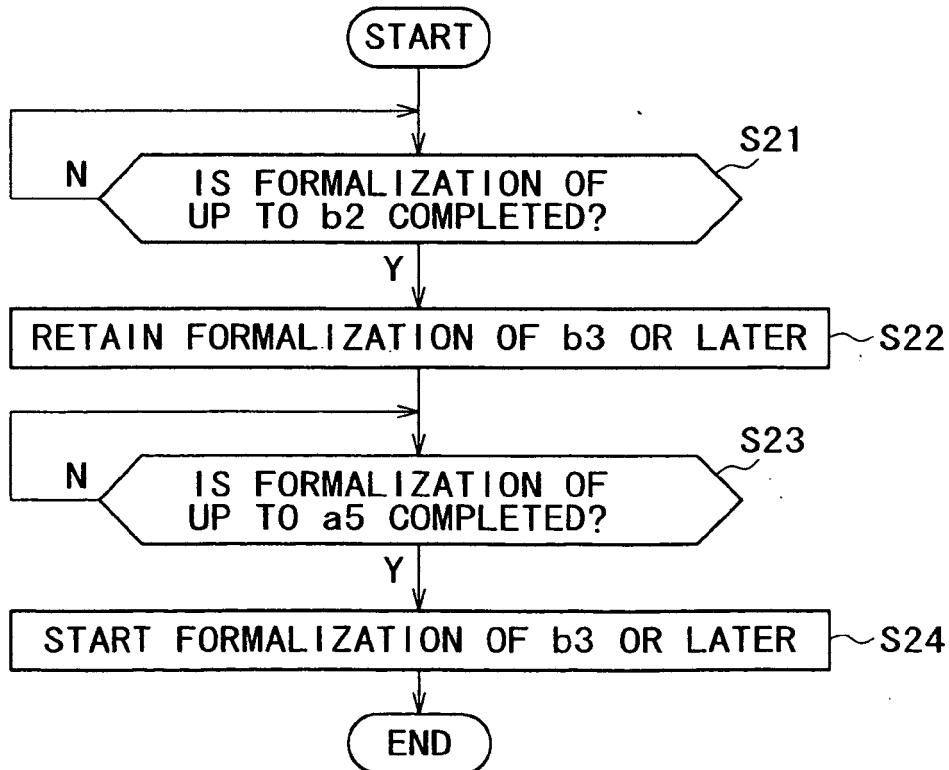 START
S21
N
IS FORMALIZATION OF
UP TO b2 COMPLETED?
Y
RETAIN FORMALIZATION OF b3 OR LATER
S22
S23
N
IS FORMALIZATION OF
UP TO a5 COMPLETED?
Y
START FORMALIZATION OF b3 OR LATER
S24
END